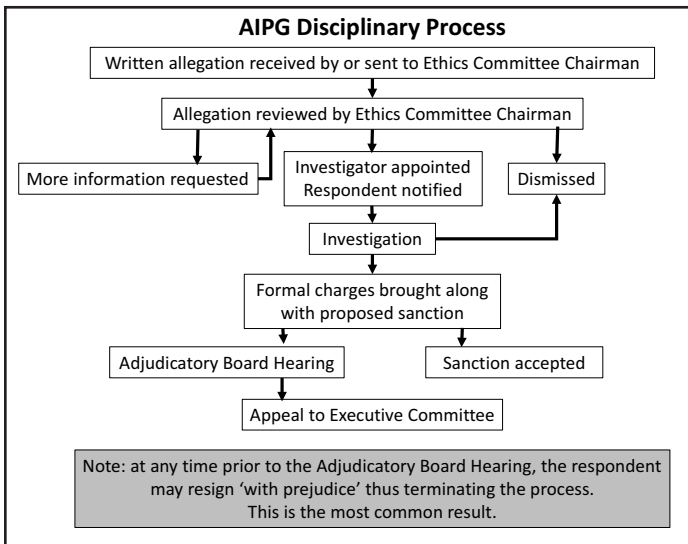 AIPG Disciplinary Process
Written allegation received by or sent to Ethics Committee Chairman
Allegation reviewed by Ethics Committee Chairman
More information requested
Investigator appointed
Respondent notified
Dismissed
Investigation
Formal charges brought along
with proposed sanction
Adjudicatory Board Hearing
Sanction accepted
Appeal to Executive Committee
Note: at any time prior to the Adjudicatory Board Hearing, the respondent
may resign ‘with prejudice’ thus terminating the process.
This is the most common result.